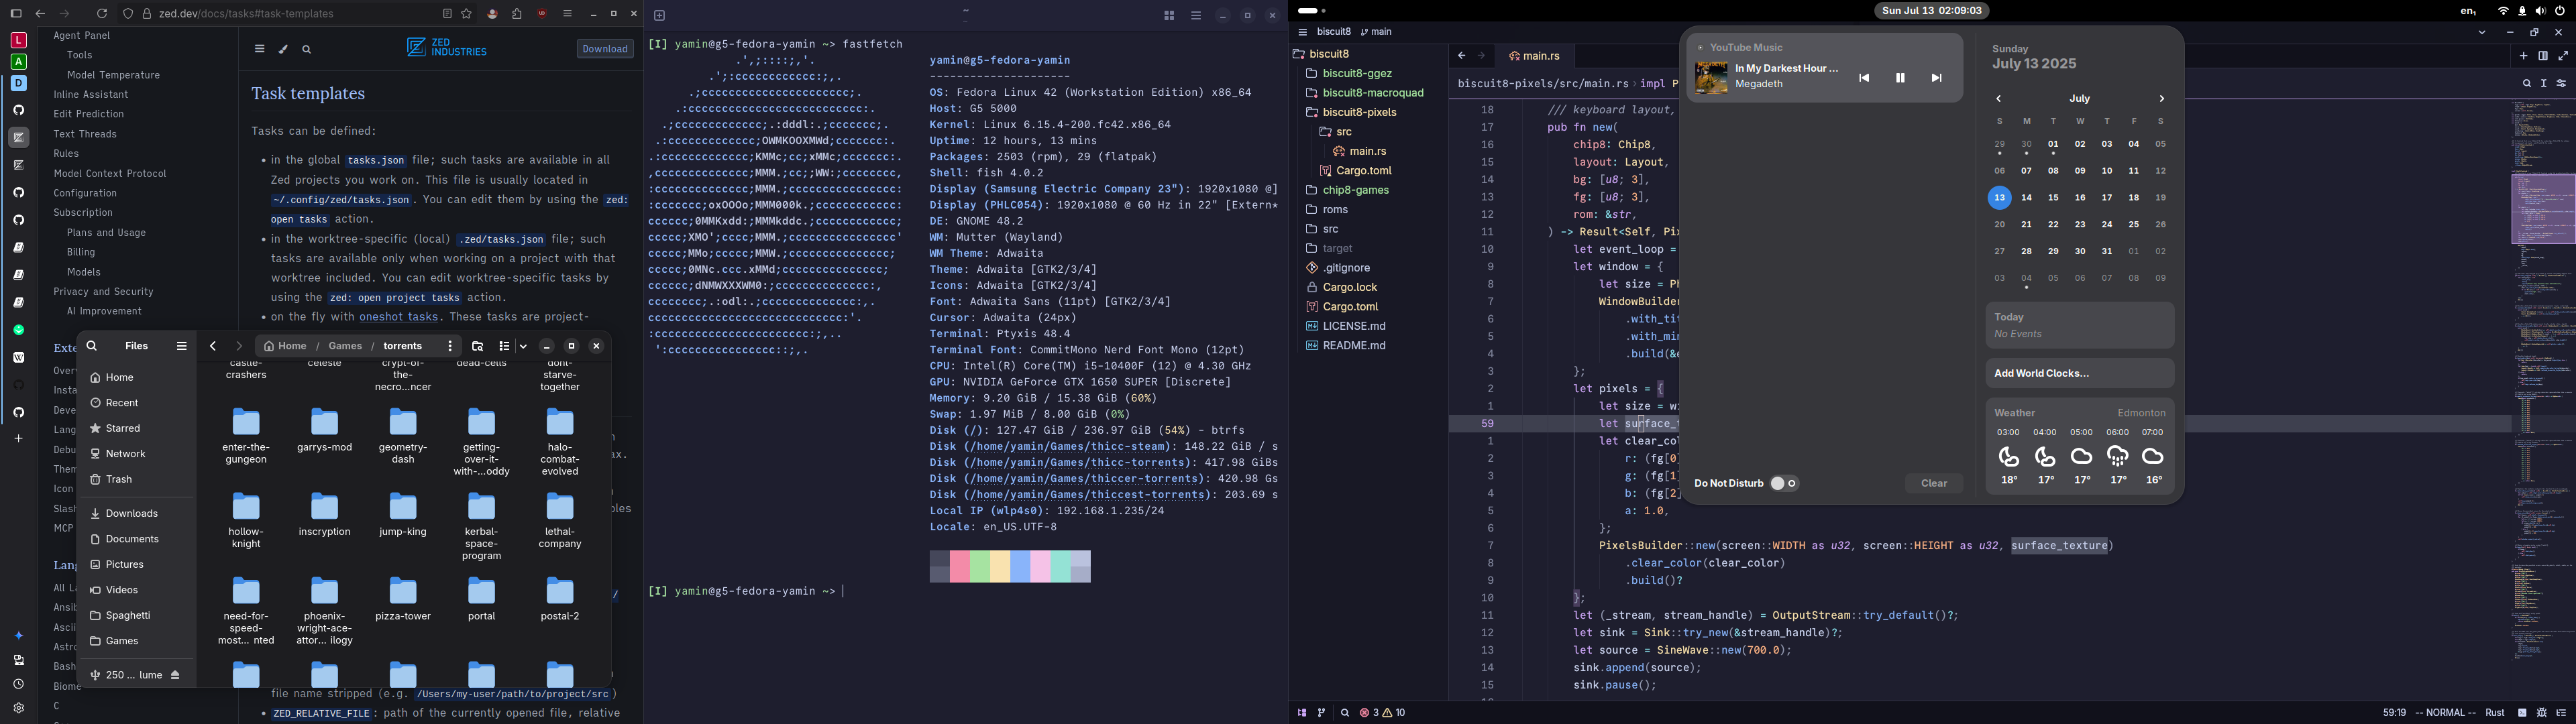 zed.dev/docs/tasks#task-templates
L
A
D
Agent Panel
Tools
Model Temperature
Inline Assistant
Edit Prediction
Text Threads
Rules
Model Context Protocol
Configuration
Subscription
Plans and Usage
Billing
Models
Privacy and Security
AI Improvement
ZED
INDUSTRIES
Download
Task templates
Tasks can be defined:
• in the global tasks.json file; such tasks are available in all
Zed projects you work on. This file is usually located in
~/.config/zed/tasks.json. You can edit them by using the zed:
open tasks action.
• in the worktree-specific (local) .zed/tasks.json file; such
tasks are available only when working on a project with that
worktree included. You can edit worktree-specific tasks by
using the zed: open project tasks action.
• on the fly with oneshot tasks. These tasks are project-
file name stripped (e.g. /Users/my-user/path/to/project/src)
• ZED_RELATIVE_FILE: path of the currently opened file, relative
Files
Home
Recent
Starred
Network
Trash
Downloads
Documents
Pictures
Videos
Spaghetti
Games
250 … lume
Home / Games / torrents
castle-
crashers
celeste
crypt-of-
the-
necro...ncer
dead-cells
dont-
starve-
together
enter-the-
gungeon
garrys-mod
geometry-
dash
getting-
over-it-
with-...oddy
halo-
combat-
evolved
hollow-
knight
inscryption
jump-king
kerbal-
space-
program
lethal-
company
need-for-
speed-
most... nted
phoenix-
wright-ace-
attor... ilogy
pizza-tower
portal
postal-2
~
[I] yamin@g5-fedora-yamin ~> fastfetch
yamin@g5-fedora-yamin
---------------------
OS: Fedora Linux 42 (Workstation Edition) x86_64
Host: G5 5000
Kernel: Linux 6.15.4-200.fc42.x86_64
Uptime: 12 hours, 13 mins
Packages: 2503 (rpm), 29 (flatpak)
Shell: fish 4.0.2
Display (Samsung Electric Company 23"): 1920x1080 @]
Display (PHLC054): 1920x1080 @ 60 Hz in 22" [Extern*
DE: GNOME 48.2
WM: Mutter (Wayland)
WM Theme: Adwaita
Theme: Adwaita [GTK2/3/4]
Icons: Adwaita [GTK2/3/4]
Font: Adwaita Sans (11pt) [GTK2/3/4]
Cursor: Adwaita (24px)
Terminal: Ptyxis 48.4
Terminal Font: CommitMono Nerd Font Mono (12pt)
CPU: Intel(R) Core(TM) i5-10400F (12) @ 4.30 GHz
GPU: NVIDIA GeForce GTX 1650 SUPER [Discrete]
Memory: 9.20 GiB / 15.38 GiB (60%)
Swap: 1.97 MiB / 8.00 GiB (0%)
Disk (/): 127.47 GiB / 236.97 GiB (54%) - btrfs
Disk (/home/yamin/Games/thicc-steam): 148.22 GiB / s
Disk (/home/yamin/Games/thicc-torrents): 417.98 GiBs
Disk (/home/yamin/Games/thiccer-torrents): 420.98 Gs
Disk (/home/yamin/Games/thiccest-torrents): 203.69 s
Local IP (wlp4s0): 192.168.1.235/24
Locale: en_US.UTF-8
[I] yamin@g5-fedora-yamin ~>
Sun Jul 13 02:09:03
en₁
biscuit8
main
biscuit8
biscuit8-ggez
biscuit8-macroquad
biscuit8-pixels
src
main.rs
Cargo.toml
chip8-games
roms
src
target
.gitignore
Cargo.lock
Cargo.toml
LICENSE.md
README.md
main.rs
biscuit8-pixels/src/main.rs › impl P
18 /// keyboard layout,
17 pub fn new(
16 chip8: Chip8,
15 layout: Layout,
14 bg: [u8; 3],
13 fg: [u8; 3],
12 rom: &str,
11 ) -> Result<Self, Pix
10 let event_loop =
9 let window = {
8 let size = Ph
7 WindowBuilder
6 .with_tit
5 .with_min
4 .build(&e
3 };
2 let pixels = {
1 let size = wi
59 let surface_t
1 let clear_col
2 r: (fg[0]
3 g: (fg[1]
4 b: (fg[2]
5 a: 1.0,
6 };
7 PixelsBuilder::new(screen::WIDTH as u32, screen::HEIGHT as u32, surface_texture)
8 .clear_color(clear_color)
9 .build()?
10 };
11 let (_stream, stream_handle) = OutputStream::try_default()?;
12 let sink = Sink::try_new(&stream_handle)?;
13 let source = SineWave::new(700.0);
14 sink.append(source);
15 sink.pause();
3 10
59:19 -- NORMAL -- Rust
YouTube Music
In My Darkest Hour …
Megadeth
Do Not Disturb
Clear
Sunday
July 13 2025
July
S M T W T F S
29 30 01 02 03 04 05
06 07 08 09 10 11 12
13 14 15 16 17 18 19
20 21 22 23 24 25 26
27 28 29 30 31 01 02
03 04 05 06 07 08 09
Today
No Events
Add World Clocks…
Weather Edmonton
03:00 04:00 05:00 06:00 07:00
18° 17° 17° 17° 16°